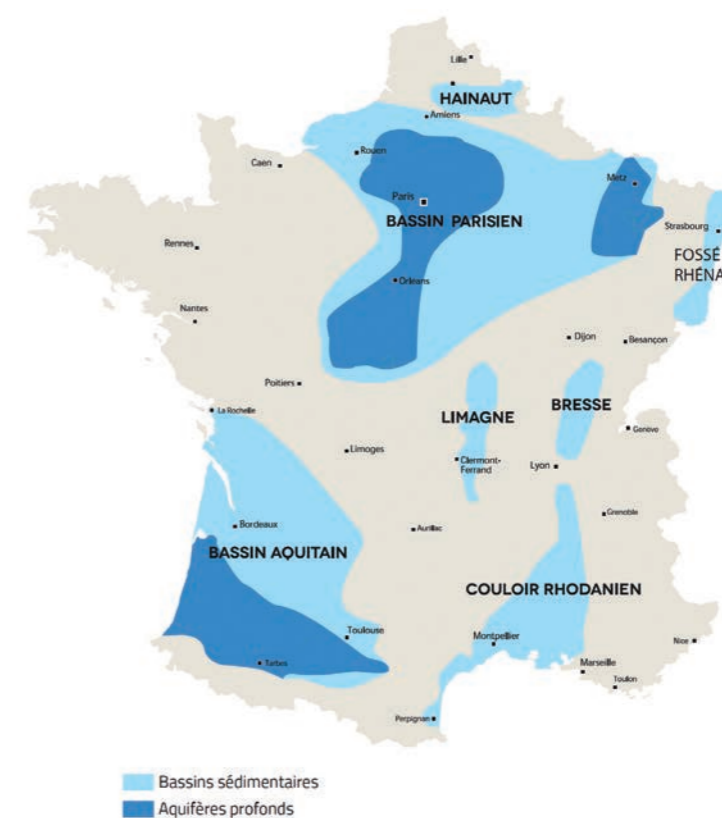 Lille
HAINAUT
Amiens
Rouen
Caen
Metz
Paris
BASSIN PARISIEN
Strasbourg
Rennes
FOSSÉ
RHÉNA
Orléans
Nantes
Dijon
Besançon
Poitiers
La Rochelle
LIMAGNE
BRESSE
Genève
Limoges
Clermont-
Ferrand
Lyon
Grenoble
Bordeaux
Aurillac
BASSIN AQUITAIN
COULOIR RHODANIEN
Toulouse
Montpellier
Nice
Tarbes
Marseille
Toulon
Perpignan
Bassins sédimentaires
Aquifères profonds